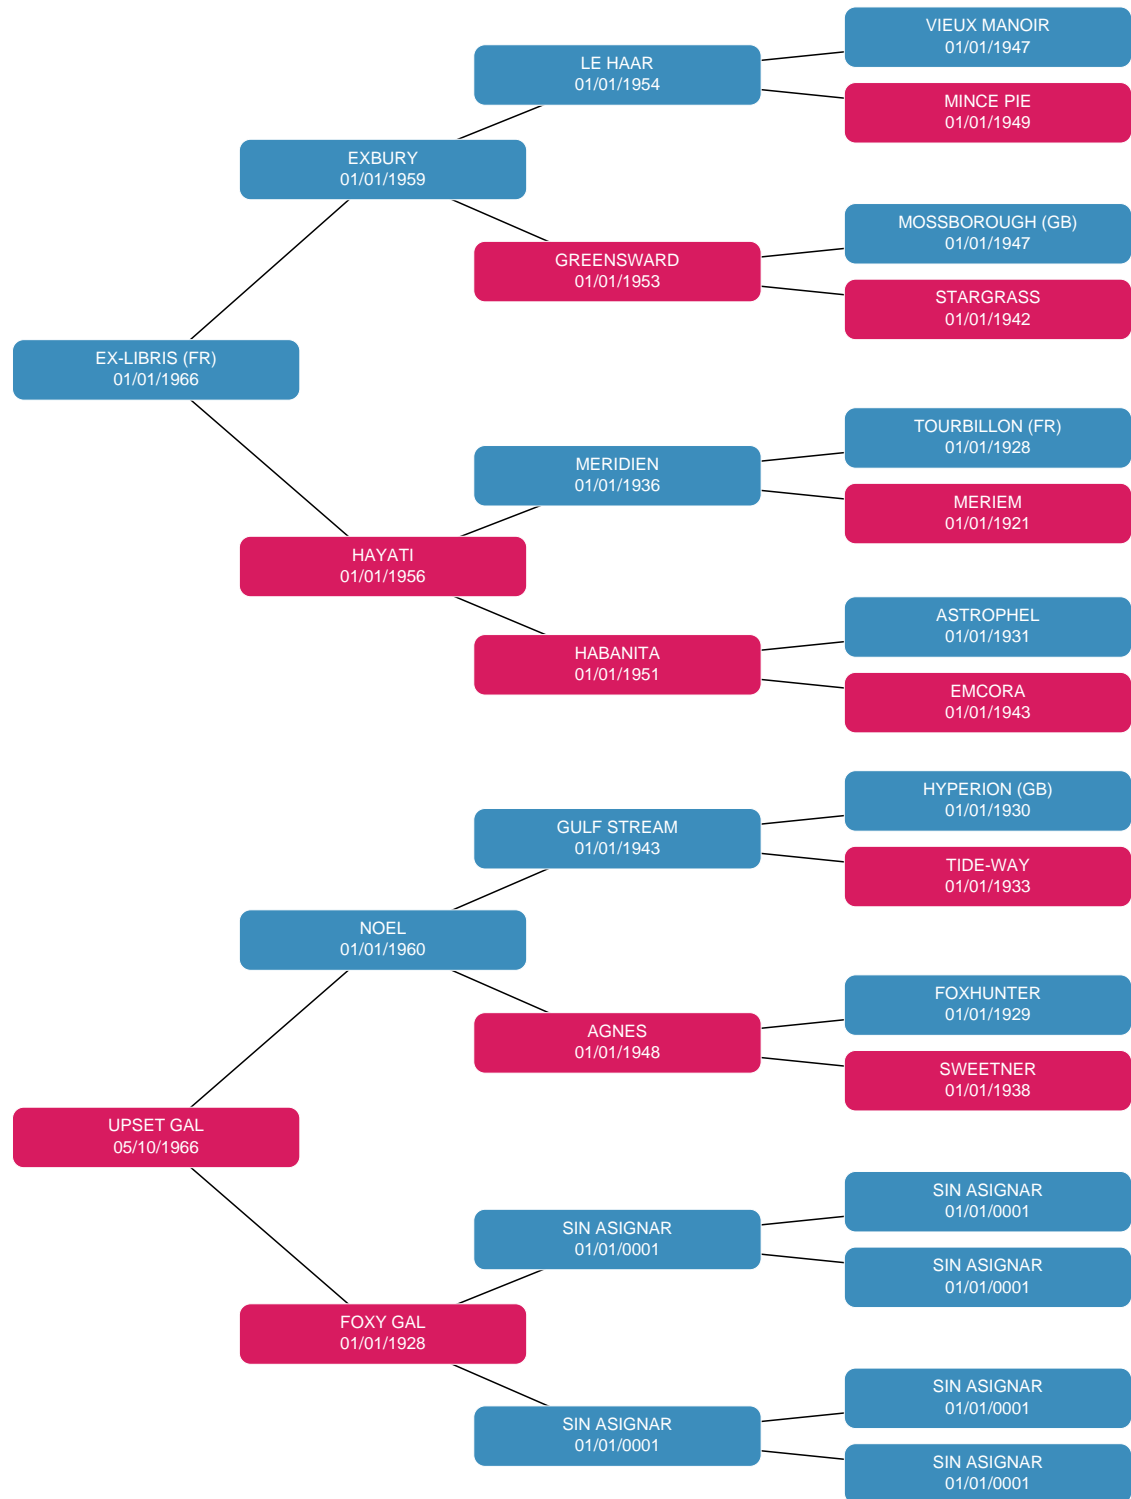 VIEUX MANOIR
01/01/1947
LE HAAR
01/01/1954
MINCE PIE
01/01/1949
EXBURY
01/01/1959
MOSSBOROUGH (GB)
01/01/1947
GREENSWARD
01/01/1953
STARGRASS
01/01/1942
EX-LIBRIS (FR)
01/01/1966
TOURBILLON (FR)
01/01/1928
MERIDIEN
01/01/1936
MERIEM
01/01/1921
HAYATI
01/01/1956
ASTROPHEL
01/01/1931
HABANITA
01/01/1951
EMCORA
01/01/1943
HYPERION (GB)
01/01/1930
GULF STREAM
01/01/1943
TIDE-WAY
01/01/1933
NOEL
01/01/1960
FOXHUNTER
01/01/1929
AGNES
01/01/1948
SWEETNER
01/01/1938
UPSET GAL
05/10/1966
SIN ASIGNAR
01/01/0001
SIN ASIGNAR
01/01/0001
SIN ASIGNAR
01/01/0001
FOXY GAL
01/01/1928
SIN ASIGNAR
01/01/0001
SIN ASIGNAR
01/01/0001
SIN ASIGNAR
01/01/0001